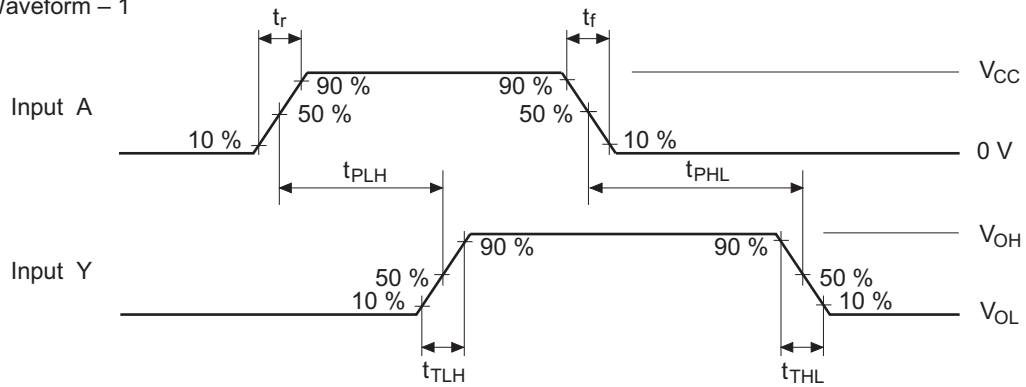 Waveform – 1
tr
tf
Input A
90 %
90 %
VCC
50 %
50 %
10 %
10 %
0 V
tPLH
tPHL
Input Y
90 %
90 %
VOH
50 %
50 %
10 %
10 %
VOL
tTLH
tTHL